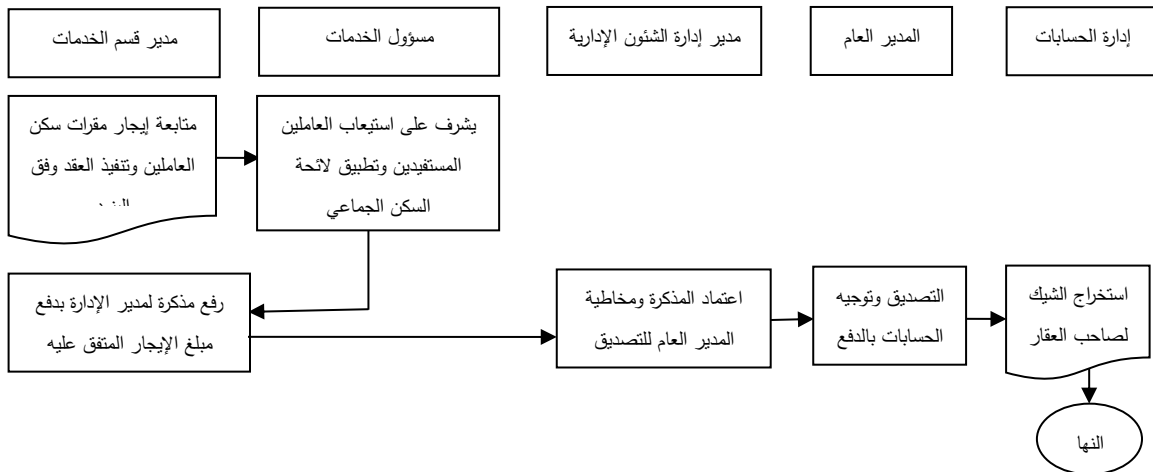 مدير قسم الخدمات
مسؤول الخدمات
مدير إدارة الشئون الإدارية
المدير العام
إدارة الحسابات
متابعة إيجار مقرات سكن
العاملين وتنفيذ العقد وفق
يشرف على استيعاب العاملين
المستفيدين وتطبيق لائحة
السكن الجماعي
رفع مذكرة لمدير الإدارة بدفع
مبلغ الإيجار المتفق عليه
اعتماد المذكرة ومخاطبة
المدير العام للتصديق
التصديق وتوجيه
الحسابات بالدفع
استخراج الشيك
لصاحب العقار
النها